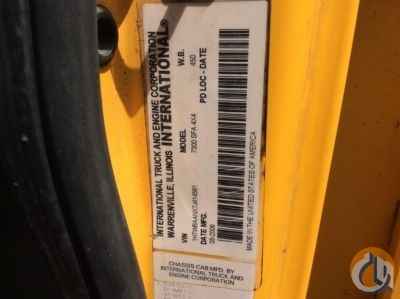 INTERNATIONAL TRUCK AND ENGINE CORPORATION
WARRENVILLE, ILLINOIS INTERNATIONAL®
MODEL W.B.
7300 SFA 4X4 450
VIN
DATE MFG. PD LOC - DATE
MADE IN THE UNITED STATES OF AMERICA
CHASSIS CAB MFD. BY
INTERNATIONAL TRUCK AND
ENGINE CORPORATION